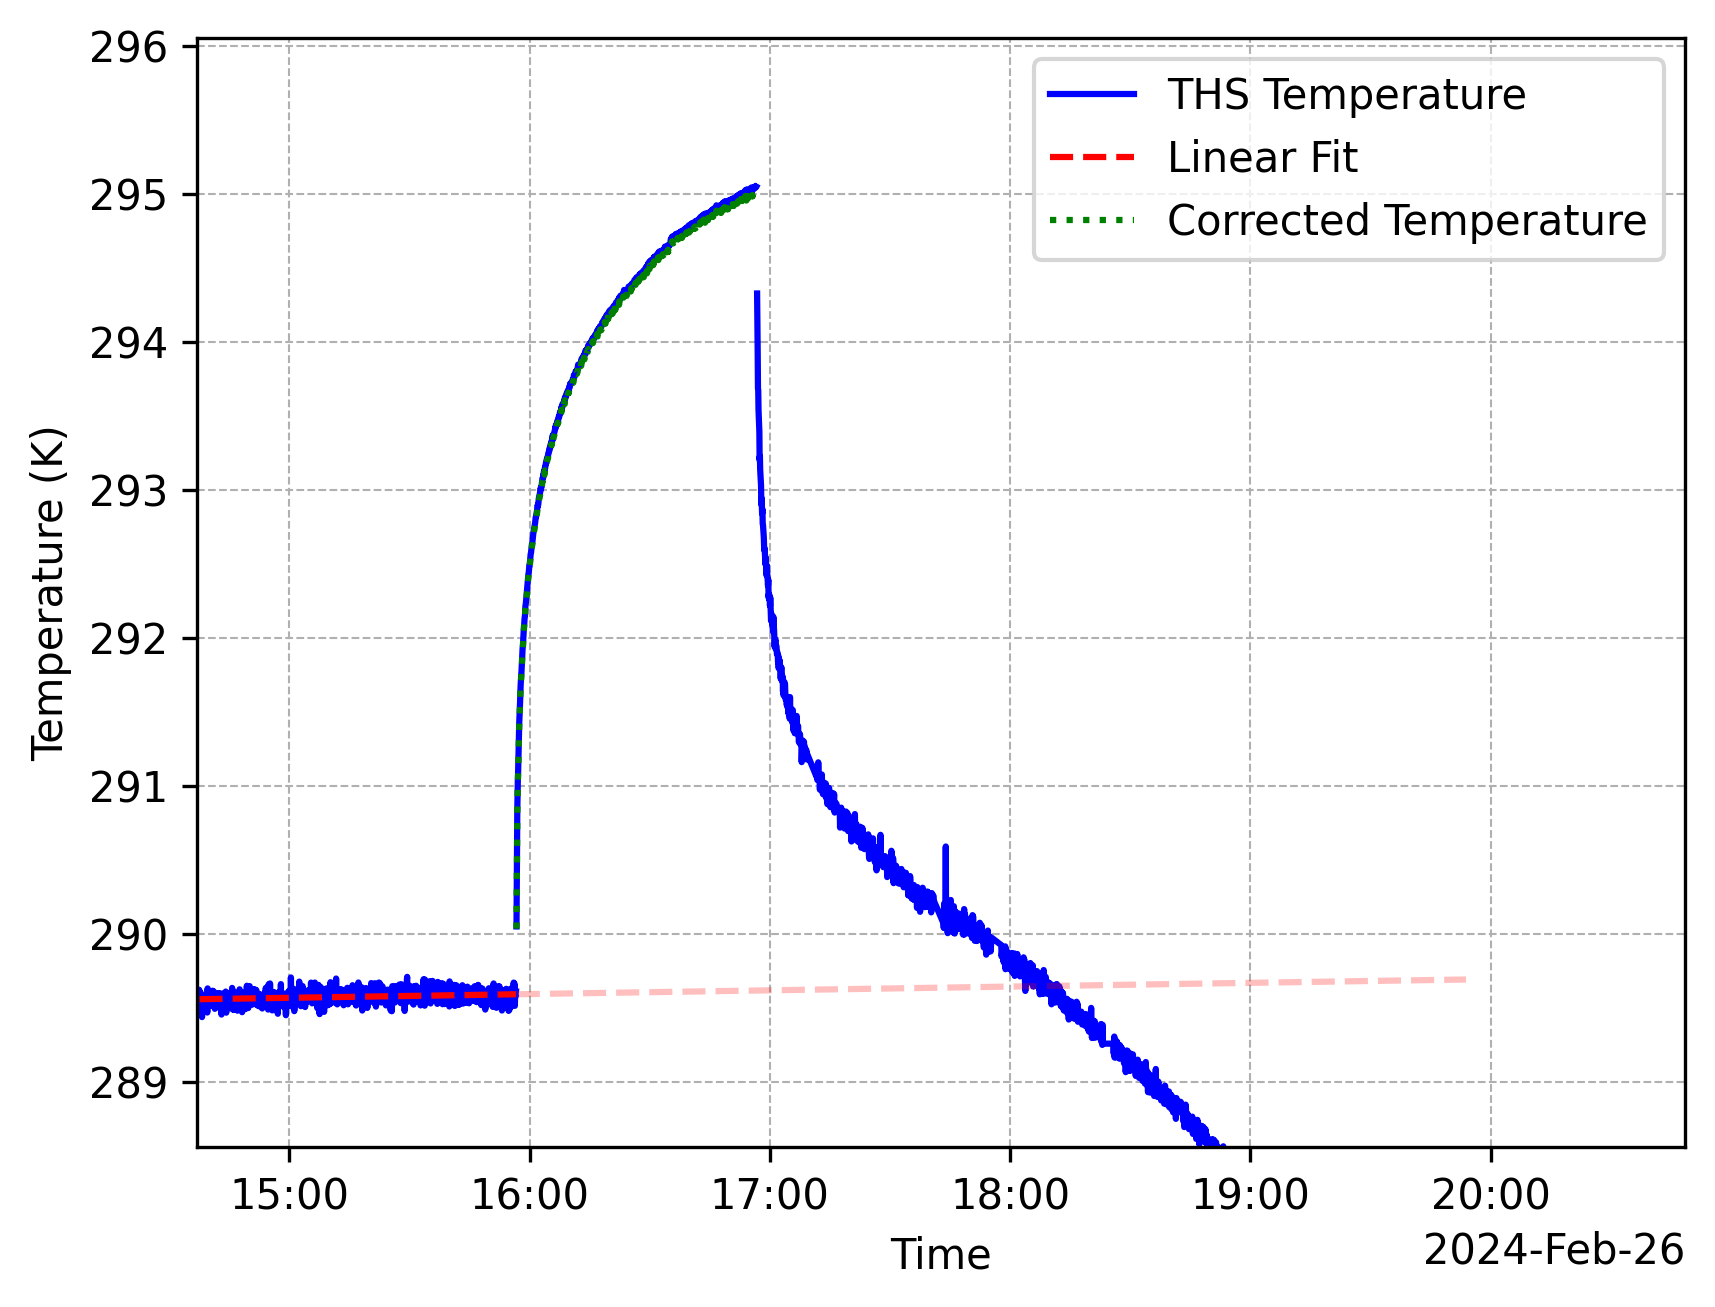 296
295
294
293
292
291
290
289
Temperature (K)
THS Temperature
Linear Fit
Corrected Temperature
15:00 16:00 17:00 18:00 19:00 20:00
Time
2024-Feb-26